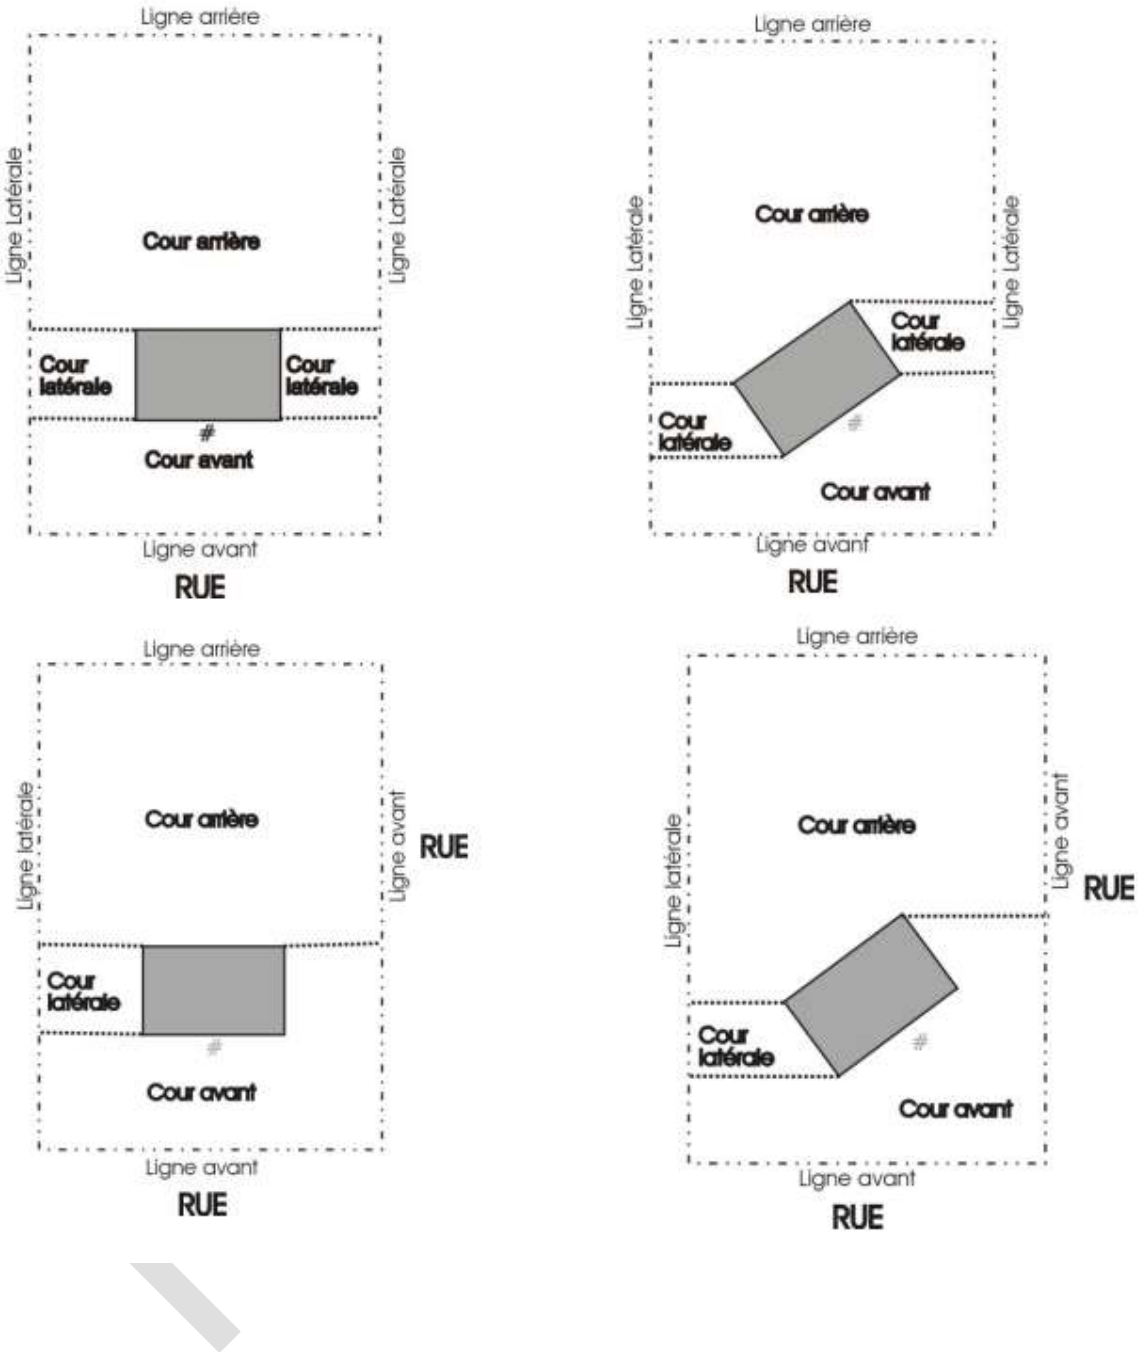 Ligne arrière
Ligne Latérale
Ligne Latérale
Cour arrière
Cour
latérale
Cour
latérale
#
Cour avant
Ligne avant
RUE
Ligne arrière
Ligne Latérale
Ligne Latérale
Cour arrière
Cour
latérale
Cour
latérale
#
Cour avant
Ligne avant
RUE
Ligne arrière
Ligne latérale
Cour arrière
Ligne avant
RUE
Cour
latérale
#
Cour avant
Ligne avant
RUE
Ligne arrière
Ligne latérale
Cour arrière
Ligne avant
RUE
Cour
latérale
#
Cour avant
Ligne avant
RUE